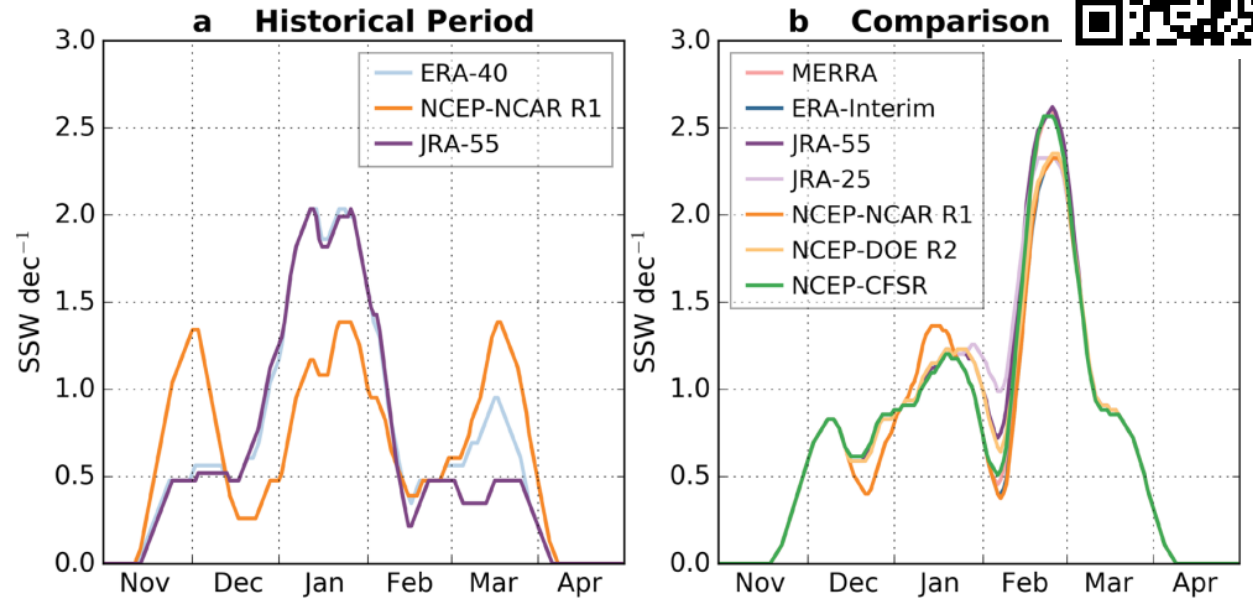 a Historical Period
b Comparison
3.0
2.5
2.0
1.5
1.0
0.5
0.0
SSW dec⁻¹
ERA-40
NCEP-NCAR R1
JRA-55
Nov Dec Jan Feb Mar Apr
3.0
2.5
2.0
1.5
1.0
0.5
0.0
SSW dec⁻¹
MERRA
ERA-Interim
JRA-55
JRA-25
NCEP-NCAR R1
NCEP-DOE R2
NCEP-CFSR
Nov Dec Jan Feb Mar Apr